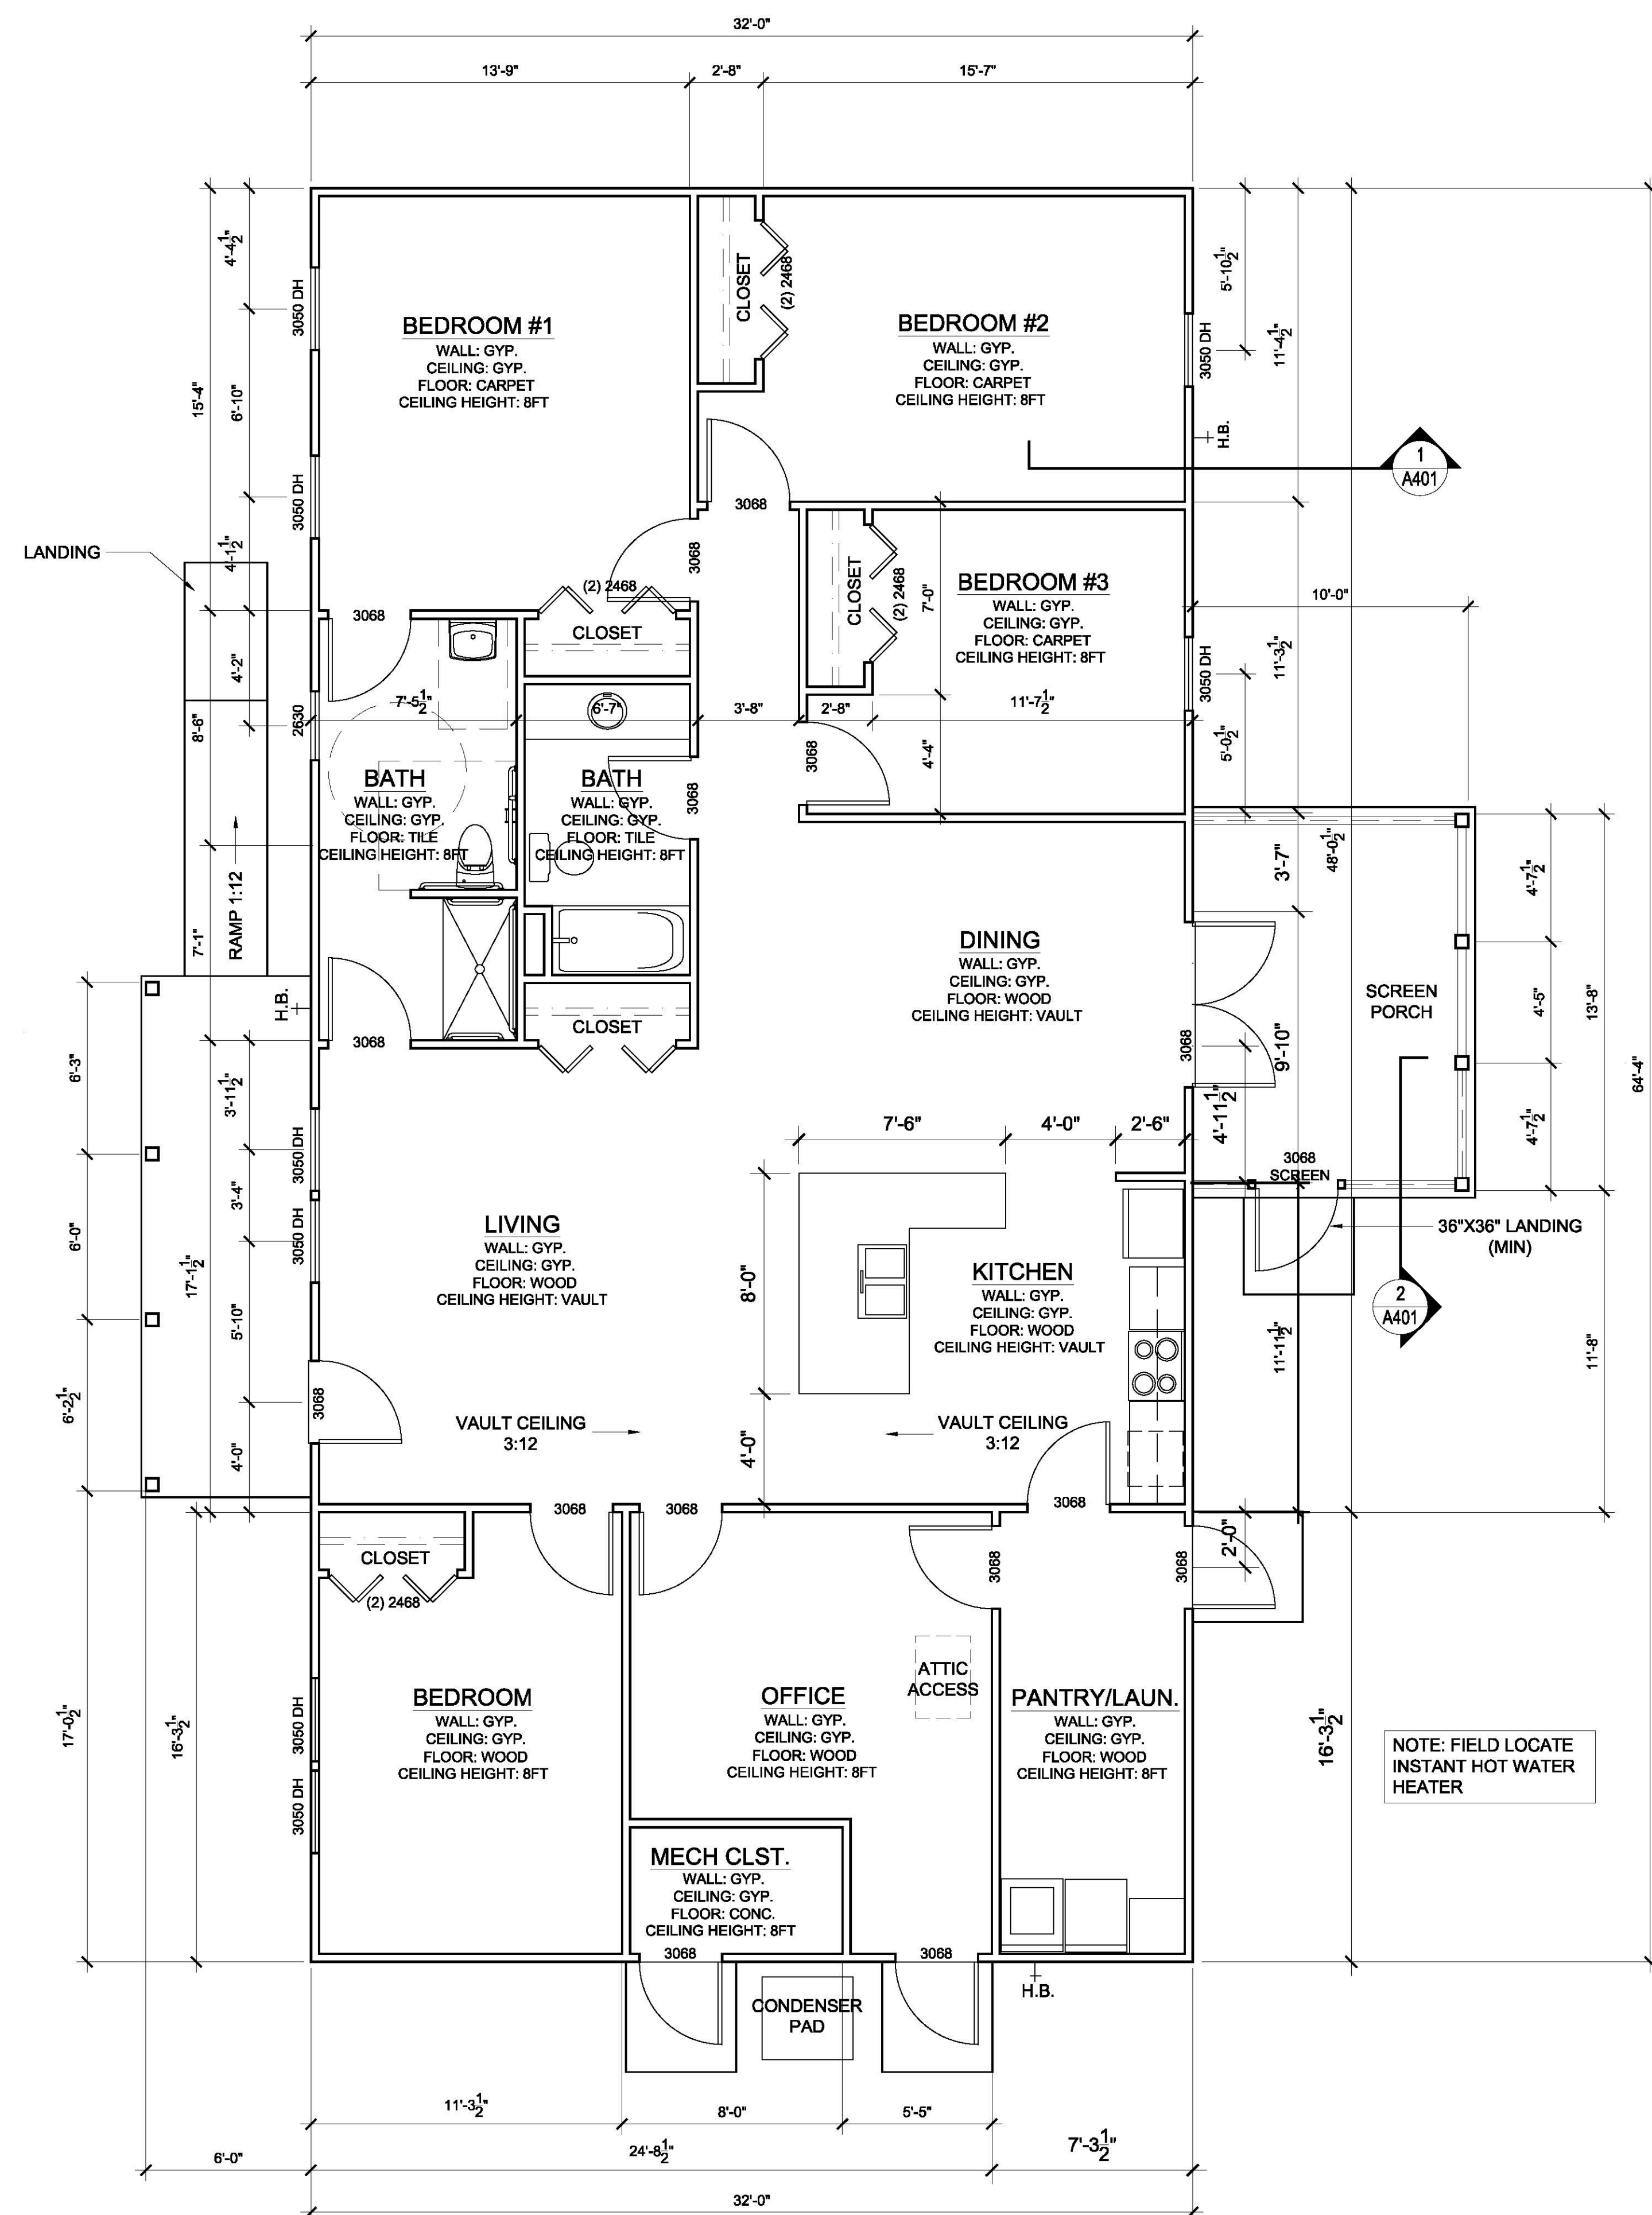 32'-0"
13'-9"
2'-8"
15'-7"
4'-4 1/2"
15'-4"
6'-10"
4'-1 1/2"
4'-2"
8'-6"
7'-1"
RAMP 1:12
LANDING
3050 DH
3050 DH
2630
BEDROOM #1
WALL: GYP.
CEILING: GYP.
FLOOR: CARPET
CEILING HEIGHT: 8FT
CLOSET
(2) 2468
BEDROOM #2
WALL: GYP.
CEILING: GYP.
FLOOR: CARPET
CEILING HEIGHT: 8FT
3050 DH
5'-10 1/2"
11'-4 1/2"
H.B.
1
A401
3068
3068
(2) 2468
CLOSET
3068
CLOSET
(2) 2468
7'-0"
BEDROOM #3
WALL: GYP.
CEILING: GYP.
FLOOR: CARPET
CEILING HEIGHT: 8FT
3050 DH
11'-3 1/2"
5'-0 1/2"
10'-0"
7'-5 1/2"
6'-7"
3'-8"
2'-8"
11'-7 1/2"
4'-4"
3068
3068
BATH
WALL: GYP.
CEILING: GYP.
FLOOR: TILE
CEILING HEIGHT: 8FT
BATH
WALL: GYP.
CEILING: GYP.
FLOOR: TILE
CEILING HEIGHT: 8FT
3'-7"
48'-0 1/2"
4'-7 1/2"
4'-5"
13'-8"
4'-7 1/2"
64'-4"
DINING
WALL: GYP.
CEILING: GYP.
FLOOR: WOOD
CEILING HEIGHT: VAULT
SCREEN
PORCH
H.B.
3068
CLOSET
3068
9'-10"
4'-11 1/2"
3068
SCREEN
36"X36" LANDING
(MIN)
6'-3"
6'-0"
6'-2 1/2"
17'-0 1/2"
3'-11 1/2"
3'-4"
17'-1 1/2"
5'-10"
4'-0"
3050 DH
3050 DH
7'-6"
4'-0"
2'-6"
8'-0"
4'-0"
LIVING
WALL: GYP.
CEILING: GYP.
FLOOR: WOOD
CEILING HEIGHT: VAULT
KITCHEN
WALL: GYP.
CEILING: GYP.
FLOOR: WOOD
CEILING HEIGHT: VAULT
2
A401
11'-11 1/2"
11'-8"
3068
VAULT CEILING
3:12
VAULT CEILING
3:12
3068
3068
3068
CLOSET
(2) 2468
3068
3068
2'-0"
ATTIC
ACCESS
BEDROOM
WALL: GYP.
CEILING: GYP.
FLOOR: WOOD
CEILING HEIGHT: 8FT
OFFICE
WALL: GYP.
CEILING: GYP.
FLOOR: WOOD
CEILING HEIGHT: 8FT
PANTRY/LAUN.
WALL: GYP.
CEILING: GYP.
FLOOR: WOOD
CEILING HEIGHT: 8FT
3050 DH
3050 DH
16'-3 1/2"
16'-3 1/2"
NOTE: FIELD LOCATE
INSTANT HOT WATER
HEATER
MECH CLST.
WALL: GYP.
CEILING: GYP.
FLOOR: CONC.
CEILING HEIGHT: 8FT
3068
3068
H.B.
CONDENSER
PAD
11'-3 1/2"
8'-0"
5'-5"
6'-0"
24'-8 1/2"
7'-3 1/2"
32'-0"